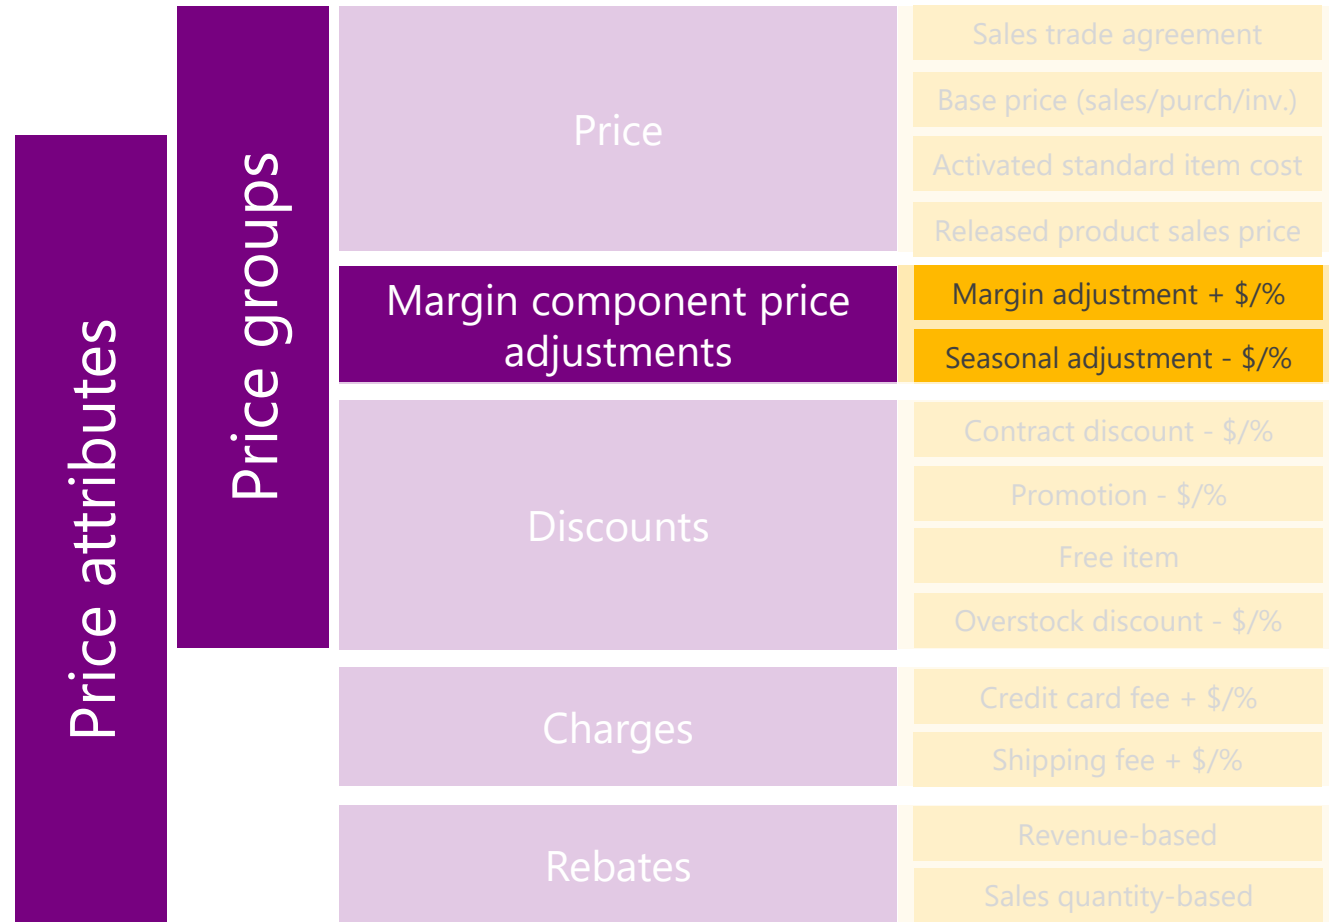 Price attributes
Price groups
Price
Sales trade agreement
Base price (sales/purch/inv.)
Activated standard item cost
Released product sales price
Margin component price
adjustments
Margin adjustment + $/%
Seasonal adjustment - $/%
Discounts
Contract discount - $/%
Promotion - $/%
Free item
Overstock discount - $/%
Charges
Credit card fee + $/%
Shipping fee + $/%
Rebates
Revenue-based
Sales quantity-based